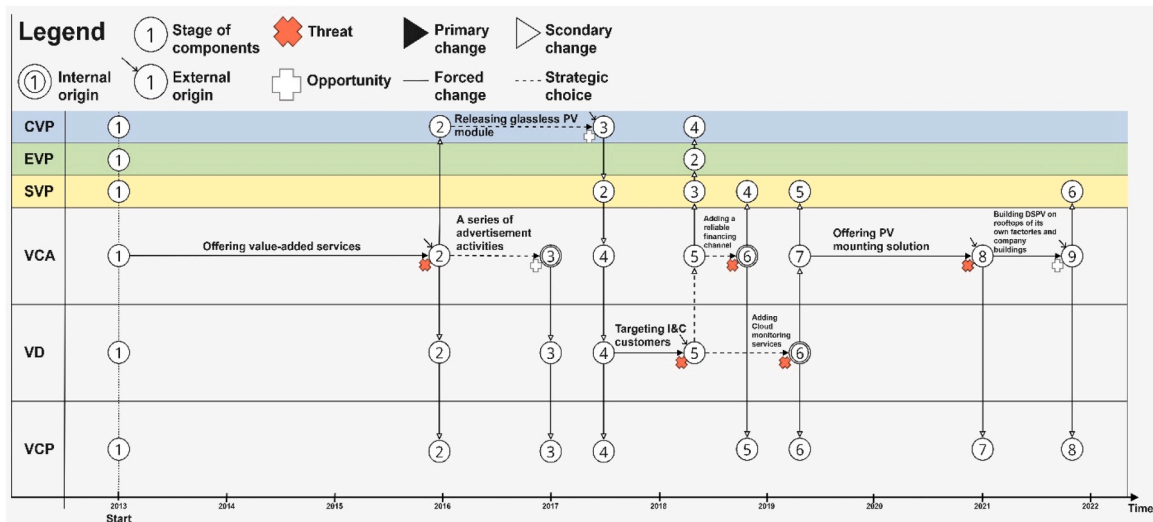 Legend
1
Stage of
components
Threat
Primary
change
Scondary
change
1
Internal
origin
1
External
origin
Opportunity
Forced
change
Strategic
choice
CVP
1
2
Releasing glassless PV
module
3
4
EVP
1
2
SVP
1
2
3
4
5
6
VCA
1
Offering value-added services
2
A series of
advertisement
activities
3
4
5
Adding a
reliable
financing
channel
6
7
Offering PV
mounting solution
8
Building DSPV on
rooftops of its
own factories and
company
buildings
9
VD
1
2
3
4
Targeting I&C
customers
5
Adding
Cloud
monitoring
services
6
VCP
1
2
3
4
5
6
7
8
2013
2014
2015
2016
2017
2018
2019
2020
2021
2022
Time
Start